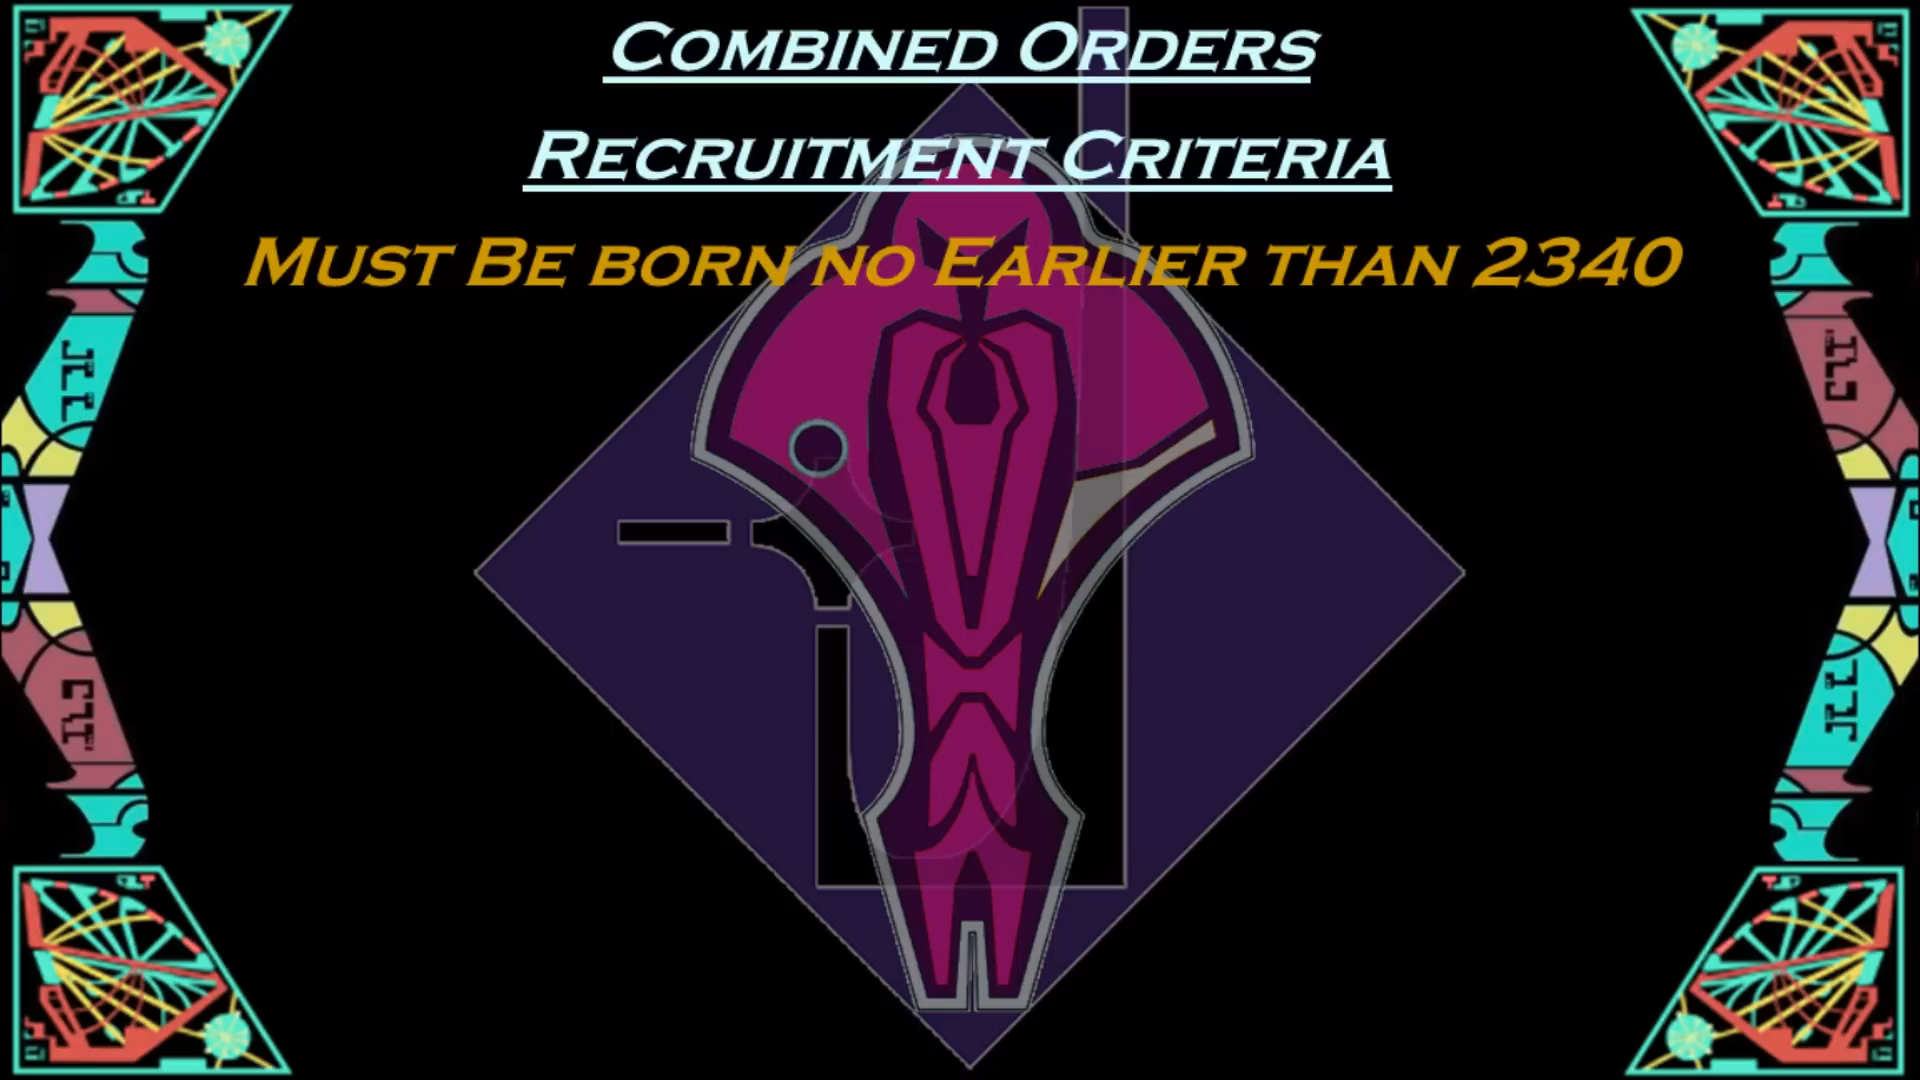 Combined Orders
Recruitment Criteria
Must Be born no Earlier than 2340